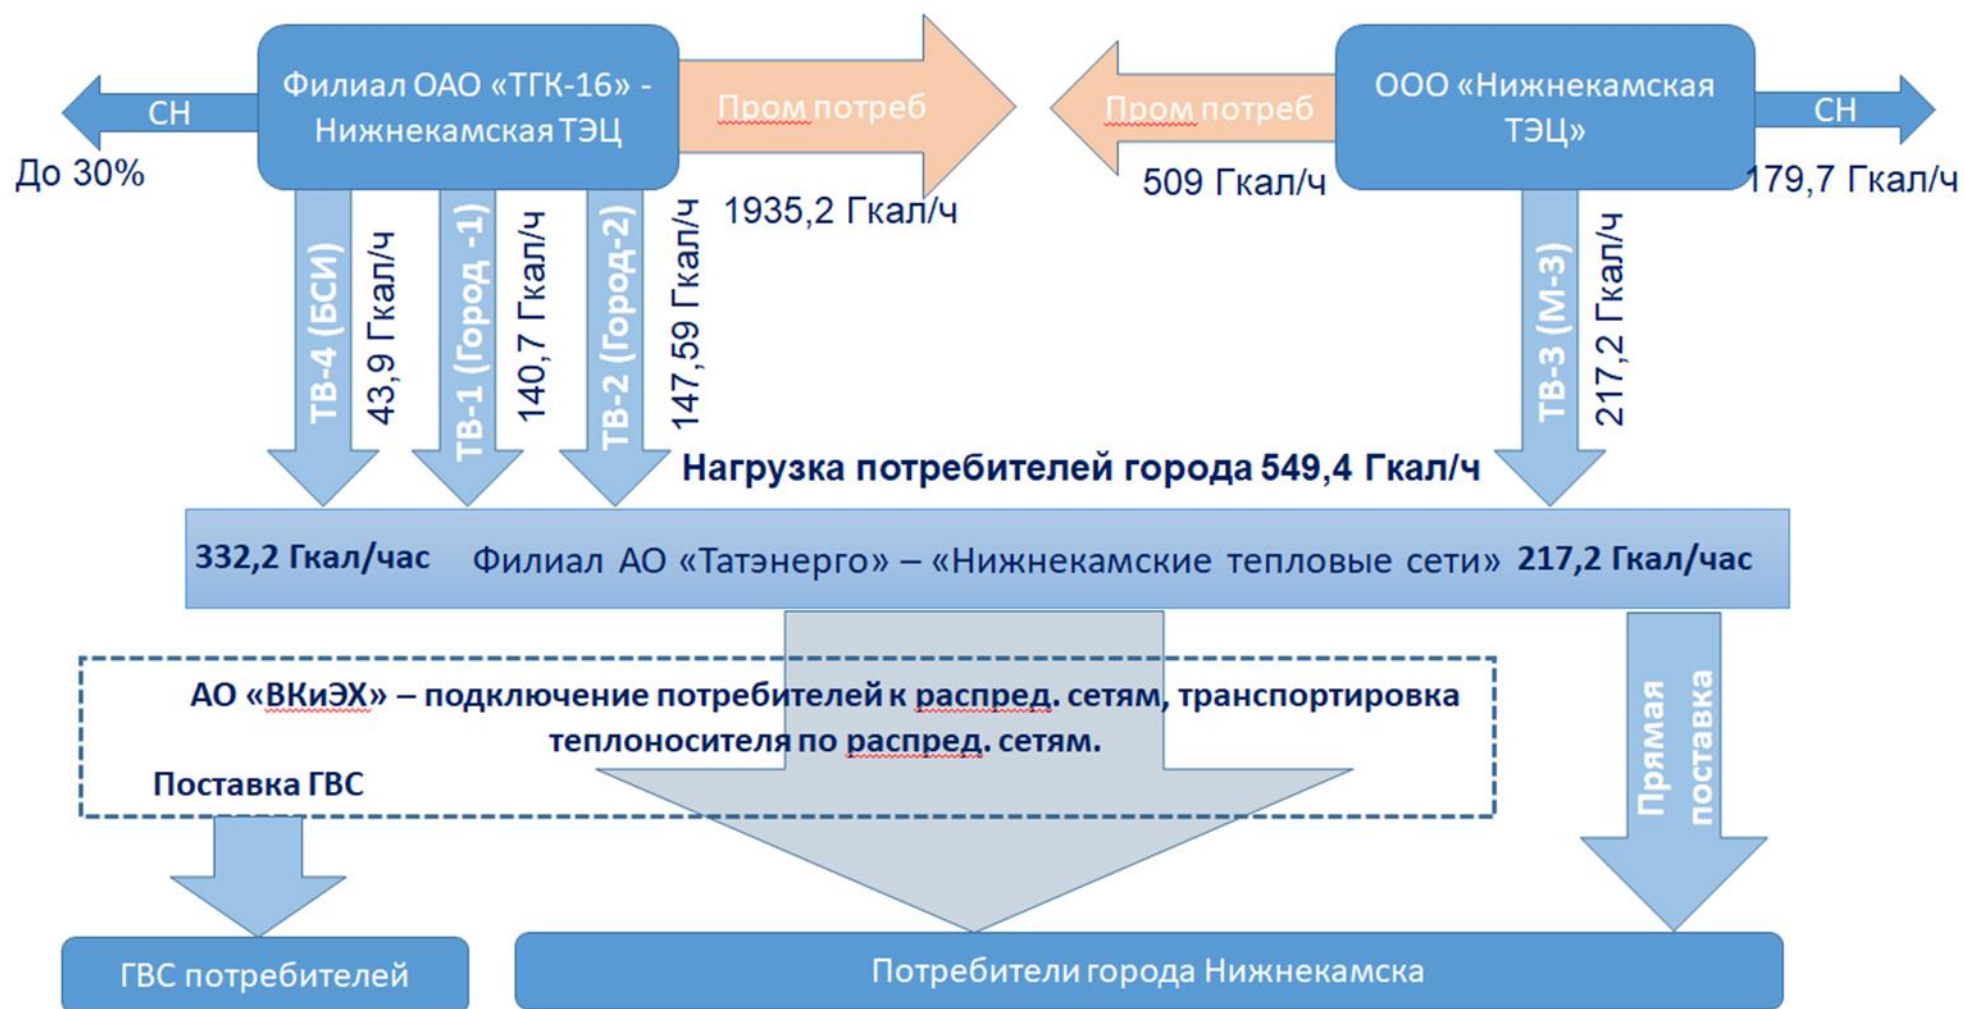 Филиал ОАО «ТГК-16» -
Нижнекамская ТЭЦ
СН
До 30%
Пром потреб
1935,2 Гкал/ч
Пром потреб
509 Гкал/ч
ООО «Нижнекамская
ТЭЦ»
СН
179,7 Гкал/ч
ТВ-4 (БСИ)
43,9 Гкал/ч
ТВ-1 (Город -1)
140,7 Гкал/ч
ТВ-2 (Город-2)
147,59 Гкал/ч
ТВ-3 (М-3)
217,2 Гкал/ч
Нагрузка потребителей города 549,4 Гкал/ч
332,2 Гкал/час
Филиал АО «Татэнерго» – «Нижнекамские тепловые сети»
217,2 Гкал/час
АО «ВКиЭХ» – подключение потребителей к распред. сетям, транспортировка
теплоносителя по распред. сетям.
Поставка ГВС
Прямая
поставка
ГВС потребителей
Потребители города Нижнекамска